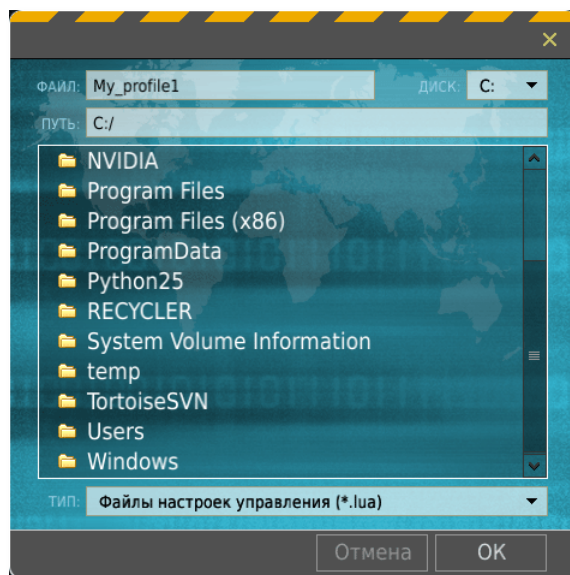 ФАЙЛ: My_profile1 ДИСК: C:
ПУТЬ: C:/
NVIDIA
Program Files
Program Files (x86)
ProgramData
Python25
RECYCLER
System Volume Information
temp
TortoiseSVN
Users
Windows
ТИП: Файлы настроек управления (*.lua)
Отмена OK